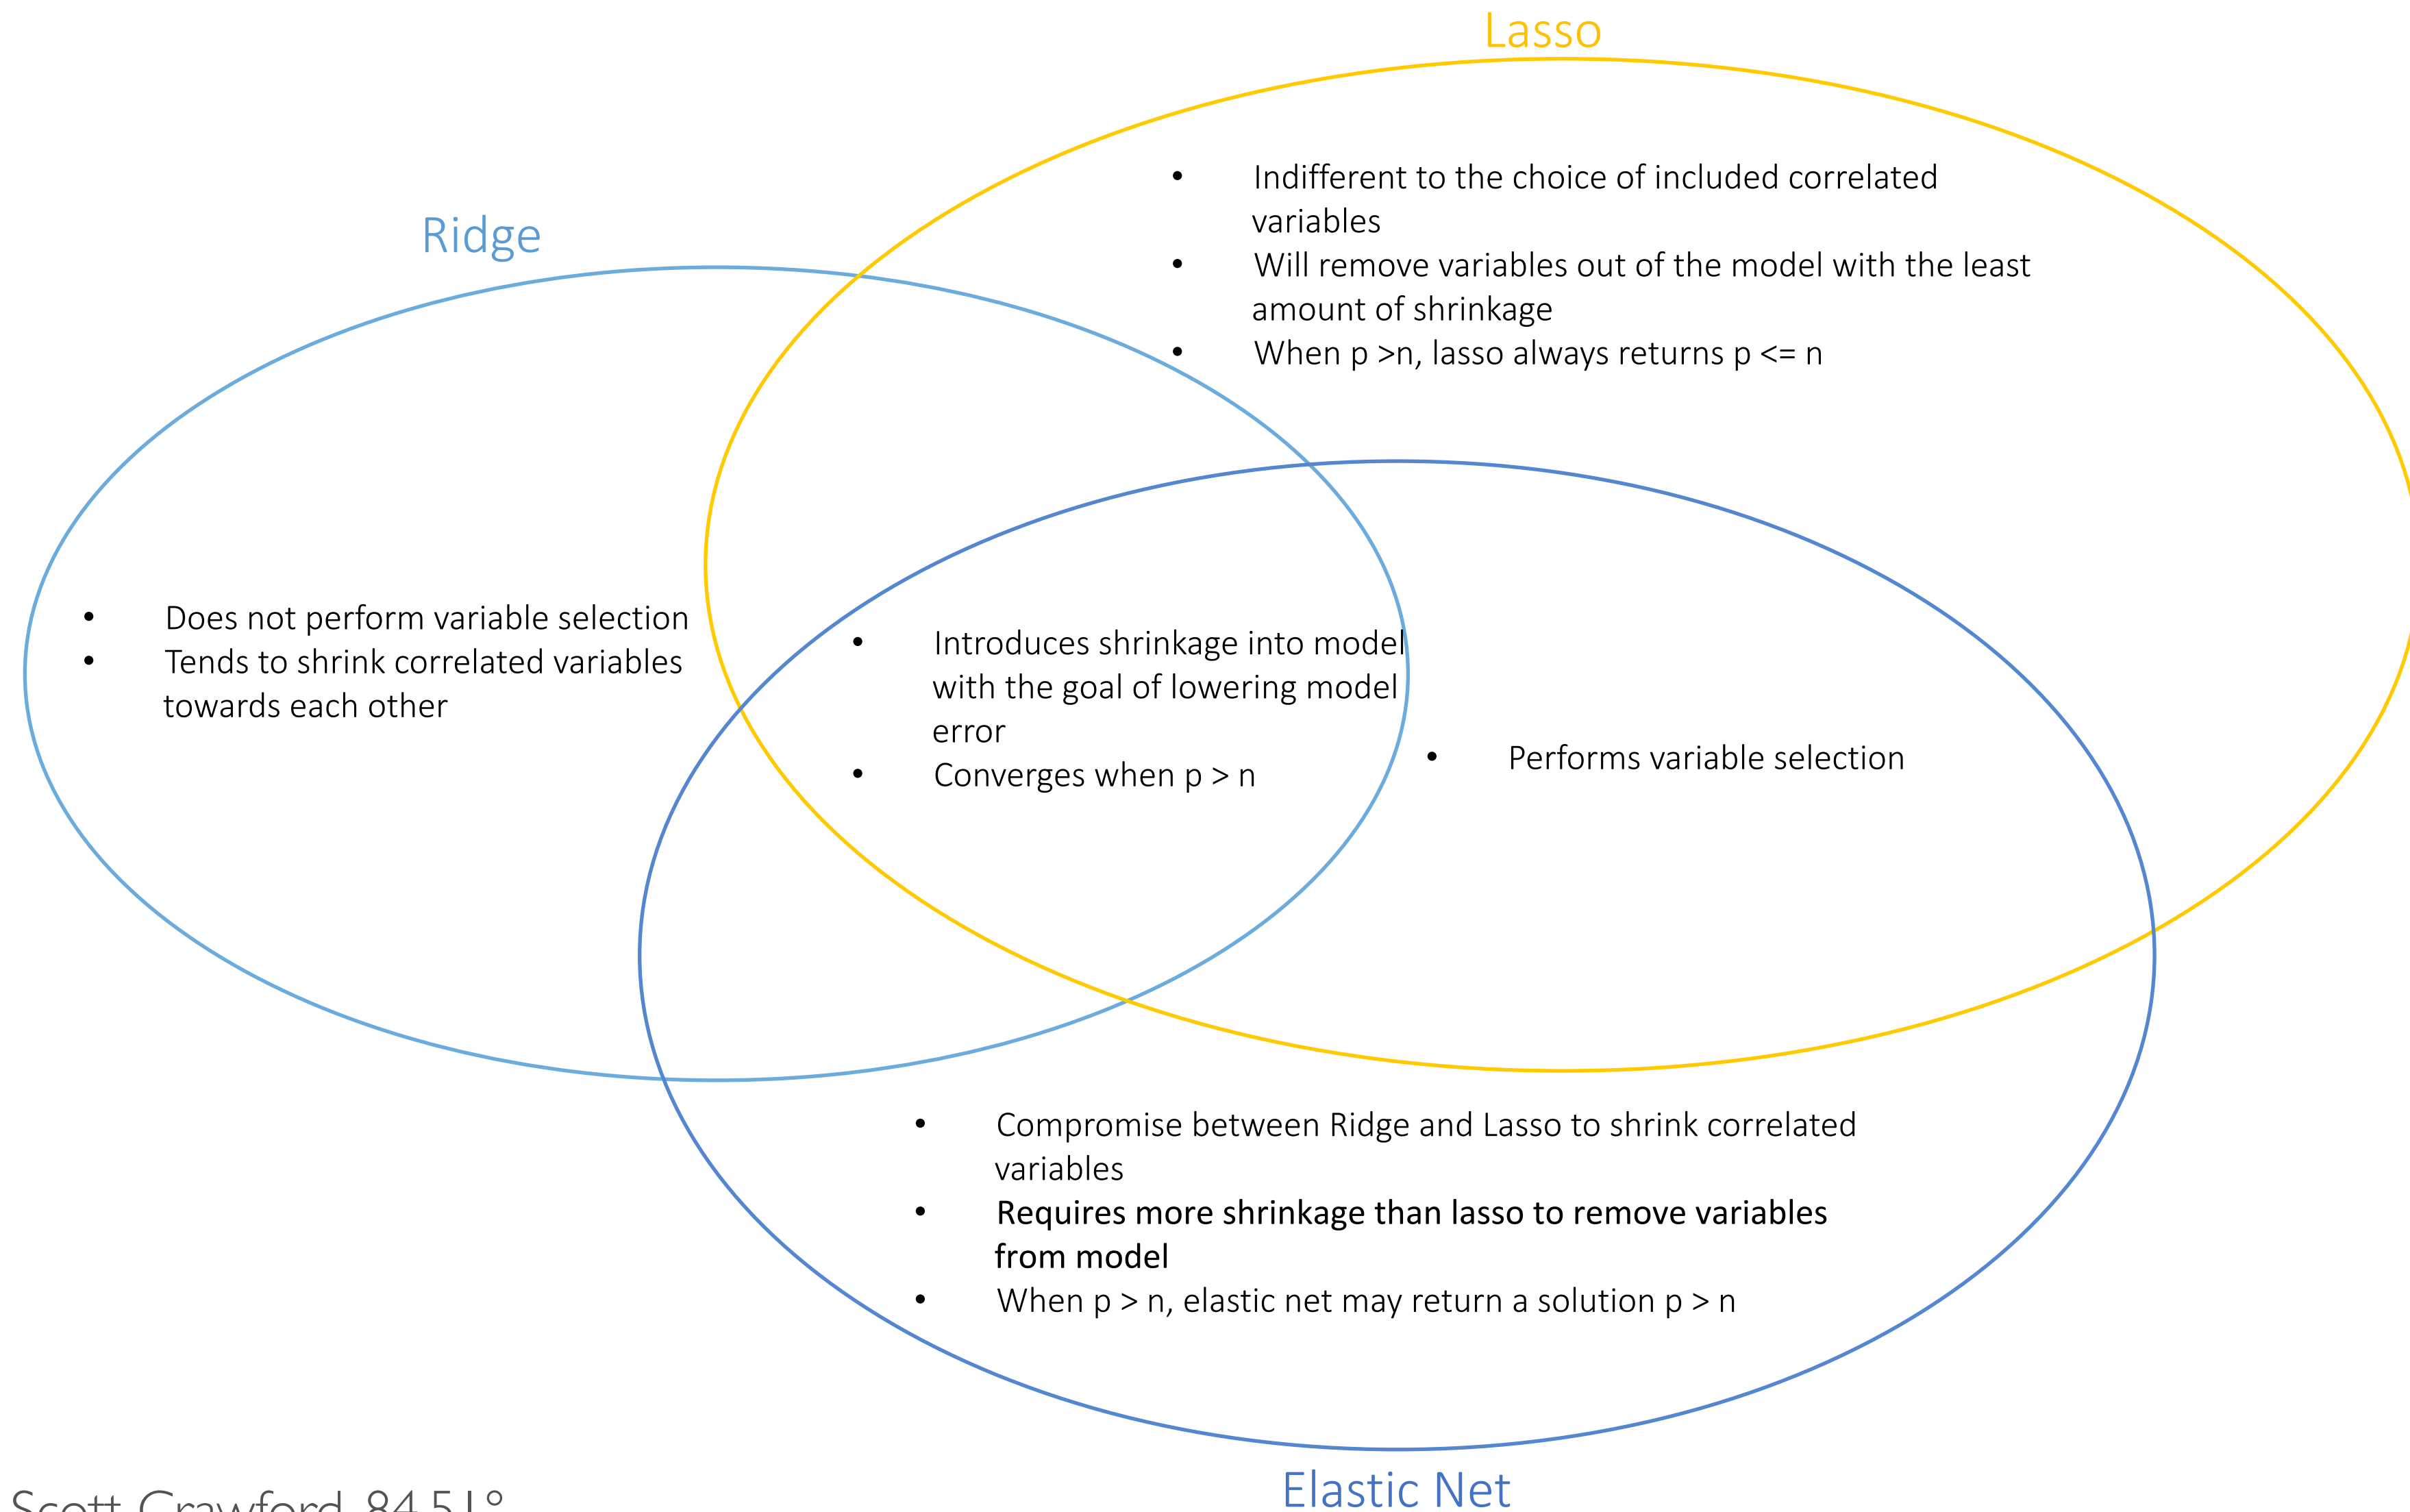 Lasso
• Indifferent to the choice of included correlated
variables
• Will remove variables out of the model with the least
amount of shrinkage
• When p >n, lasso always returns p <= n
Ridge
• Does not perform variable selection
• Tends to shrink correlated variables
towards each other
• Introduces shrinkage into model
with the goal of lowering model
error
• Converges when p > n
• Performs variable selection
• Compromise between Ridge and Lasso to shrink correlated
variables
• Requires more shrinkage than lasso to remove variables
from model
• When p > n, elastic net may return a solution p > n
Elastic Net
Scott Crawford, 84.51°